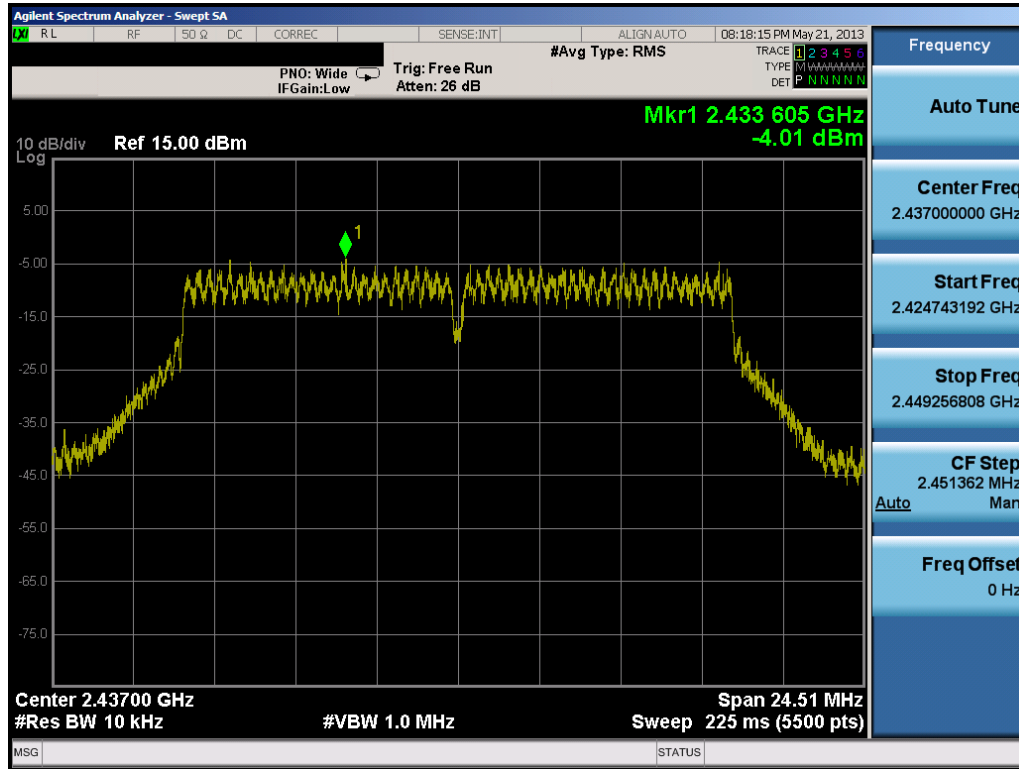 Agilent Spectrum Analyzer - Swept SA
LXI RL RF 50 Ω DC CORREC SENSE:INT ALIGN AUTO 08:18:15 PM May 21, 2013
#Avg Type: RMS
TRACE 1 2 3 4 5 6
PNO: Wide Trig: Free Run
TYPE M WWWWW
IFGain:Low Atten: 26 dB
DET P N N N N N
Mkr1 2.433 605 GHz
-4.01 dBm
10 dB/div Ref 15.00 dBm
Log
1
5.00
-5.00
-15.0
-25.0
-35.0
-45.0
-55.0
-65.0
-75.0
Center 2.43700 GHz Span 24.51 MHz
#Res BW 10 kHz #VBW 1.0 MHz Sweep 225 ms (5500 pts)
MSG STATUS
Frequency
Auto Tune
Center Freq
2.437000000 GHz
Start Freq
2.424743192 GHz
Stop Freq
2.449256808 GHz
CF Step
2.451362 MHz
Auto Man
Freq Offset
0 Hz